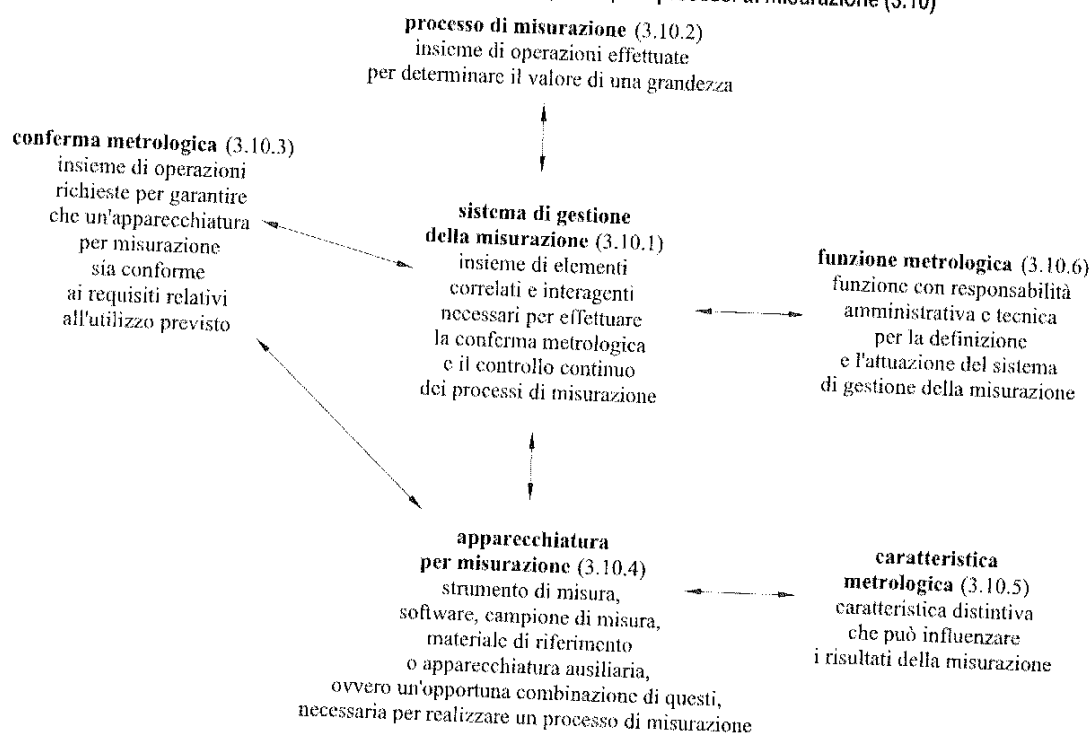 processi di misurazione (3.10)
processo di misurazione (3.10.2)
insieme di operazioni effettuate
per determinare il valore di una grandezza
conferma metrologica (3.10.3)
insieme di operazioni
richieste per garantire
che un'apparecchiatura
per misurazione
sia conforme
ai requisiti relativi
all'utilizzo previsto
sistema di gestione
della misurazione (3.10.1)
insieme di elementi
correlati e interagenti
necessari per effettuare
la conferma metrologica
e il controllo continuo
dei processi di misurazione
funzione metrologica (3.10.6)
funzione con responsabilità
amministrativa e tecnica
per la definizione
e l'attuazione del sistema
di gestione della misurazione
apparecchiatura
per misurazione (3.10.4)
strumento di misura,
software, campione di misura,
materiale di riferimento
o apparecchiatura ausiliaria,
ovvero un'opportuna combinazione di questi,
necessaria per realizzare un processo di misurazione
caratteristica
metrologica (3.10.5)
caratteristica distintiva
che può influenzare
i risultati della misurazione